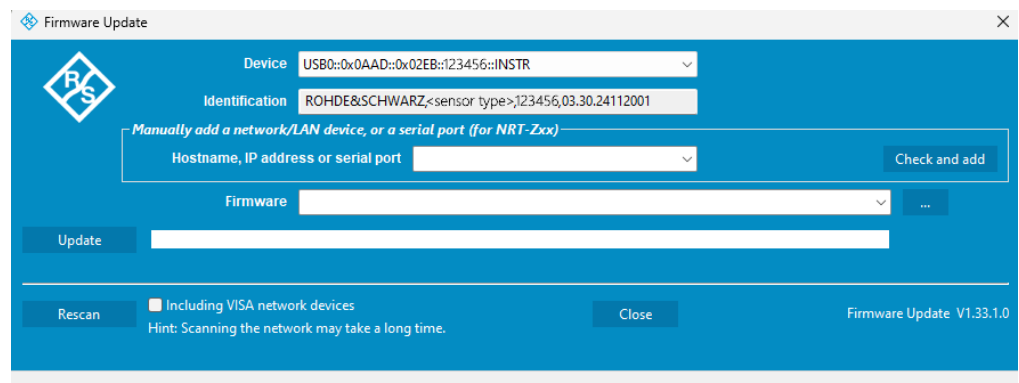 Firmware Update
R&S
Device USB0::0x0AAD::0x02EB::123456::INSTR
Identification ROHDE&SCHWARZ,<sensor type>,123456,03.30.24112001
Manually add a network/LAN device, or a serial port (for NRT-Zxx)
Hostname, IP address or serial port Check and add
Firmware ...
Update
Rescan Including VISA network devices Close Firmware Update V1.33.1.0
Hint: Scanning the network may take a long time.